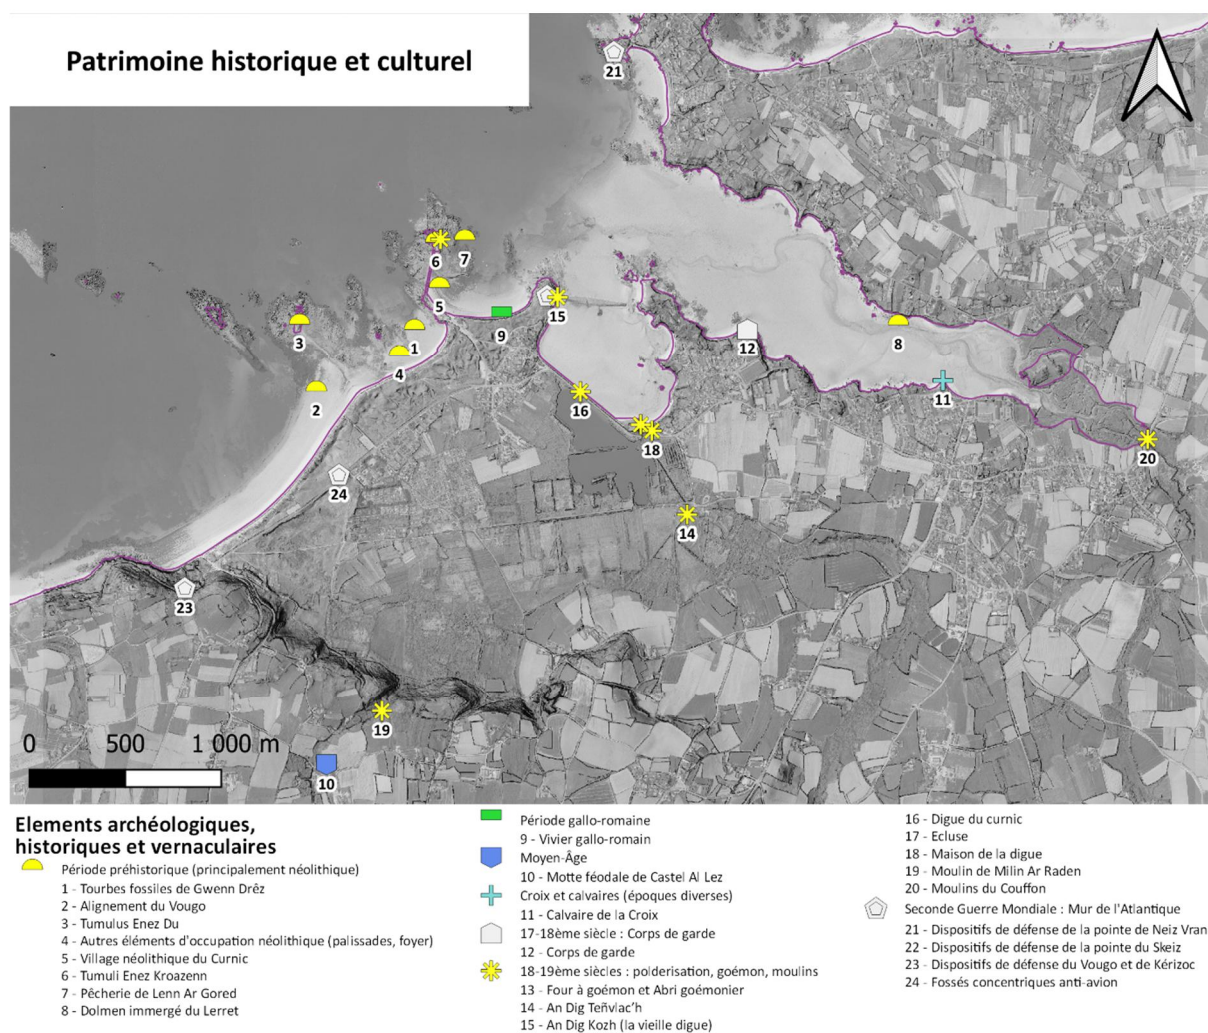 Patrimoine historique et culturel
21
6
7
5
3
1
9
15
12
8
4
2
16
11
18
20
24
14
23
19
10
0 500 1 000 m
Elements archéologiques,
historiques et vernaculaires
Période préhistorique (principalement néolithique)
1 - Tourbes fossiles de Gwenn Drêz
2 - Alignement du Vougo
3 - Tumulus Enez Du
4 - Autres éléments d'occupation néolithique (palissades, foyer)
5 - Village néolithique du Curnic
6 - Tumuli Enez Kroazenn
7 - Pêcherie de Lenn Ar Gored
8 - Dolmen immergé du Lerret
Période gallo-romaine
9 - Vivier gallo-romain
Moyen-Âge
10 - Motte féodale de Castel Al Lez
Croix et calvaires (époques diverses)
11 - Calvaire de la Croix
17-18ème siècle : Corps de garde
12 - Corps de garde
18-19ème siècles : polderisation, goémon, moulins
13 - Four à goémon et Abri goémonier
14 - An Dig Teñvlac'h
15 - An Dig Kozh (la vieille digue)
16 - Digue du curnic
17 - Ecluse
18 - Maison de la digue
19 - Moulin de Milin Ar Raden
20 - Moulins du Couffon
Seconde Guerre Mondiale : Mur de l'Atlantique
21 - Dispositifs de défense de la pointe de Neiz Vran
22 - Dispositifs de défense de la pointe du Skeiz
23 - Dispositifs de défense du Vougo et de Kérizoc
24 - Fossés concentriques anti-avion